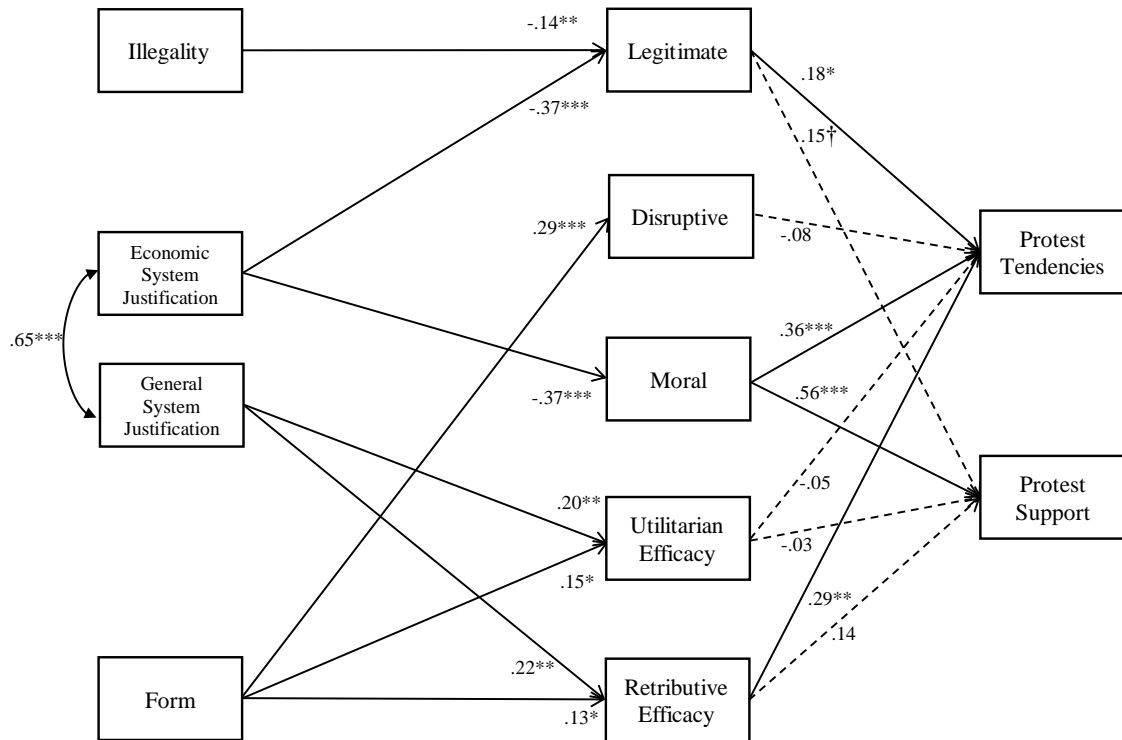 Illegality
-.14**
Legitimate
-.37***
.18*
.15†
Disruptive
.29***
-.08
Protest
Tendencies
Economic
System
Justification
.65***
General
System
Justification
Moral
-.37***
.36***
.56***
.20**
Utilitarian
Efficacy
.15*
-.05
-.03
Protest
Support
Form
.22**
.13*
Retributive
Efficacy
.29**
.14